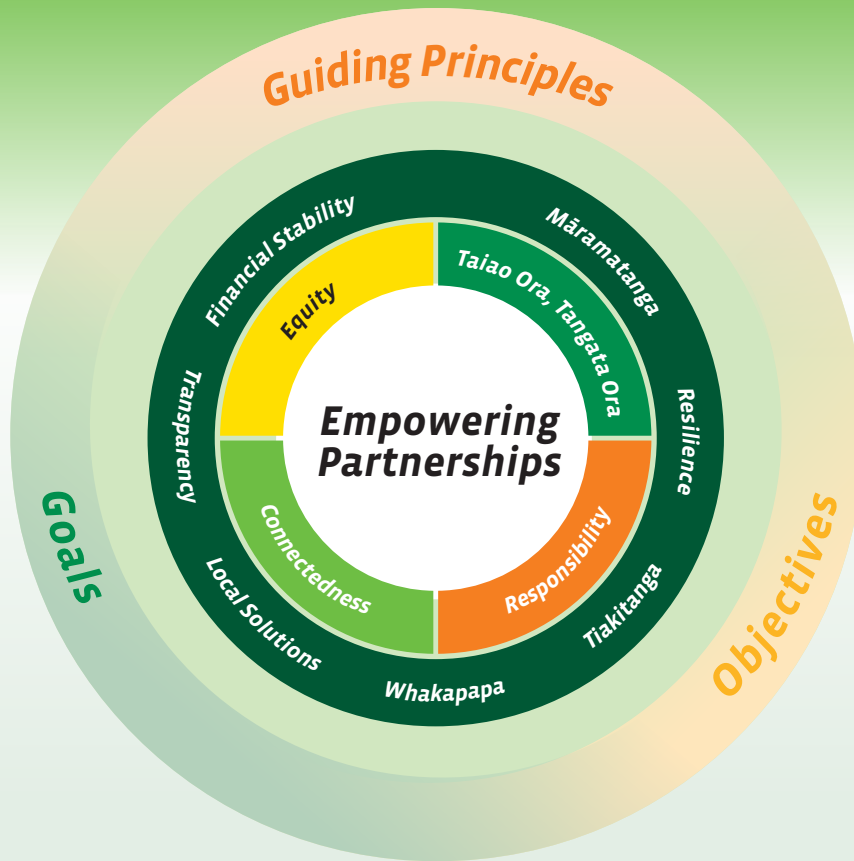 Guiding Principles
Financial Stability
Māramatanga
Equity
Taiao Ora, Tangata Ora
Transparency
Resilience
Empowering
Partnerships
Goals
Objectives
Connectedness
Responsibility
Local Solutions
Tiakitanga
Whakapapa